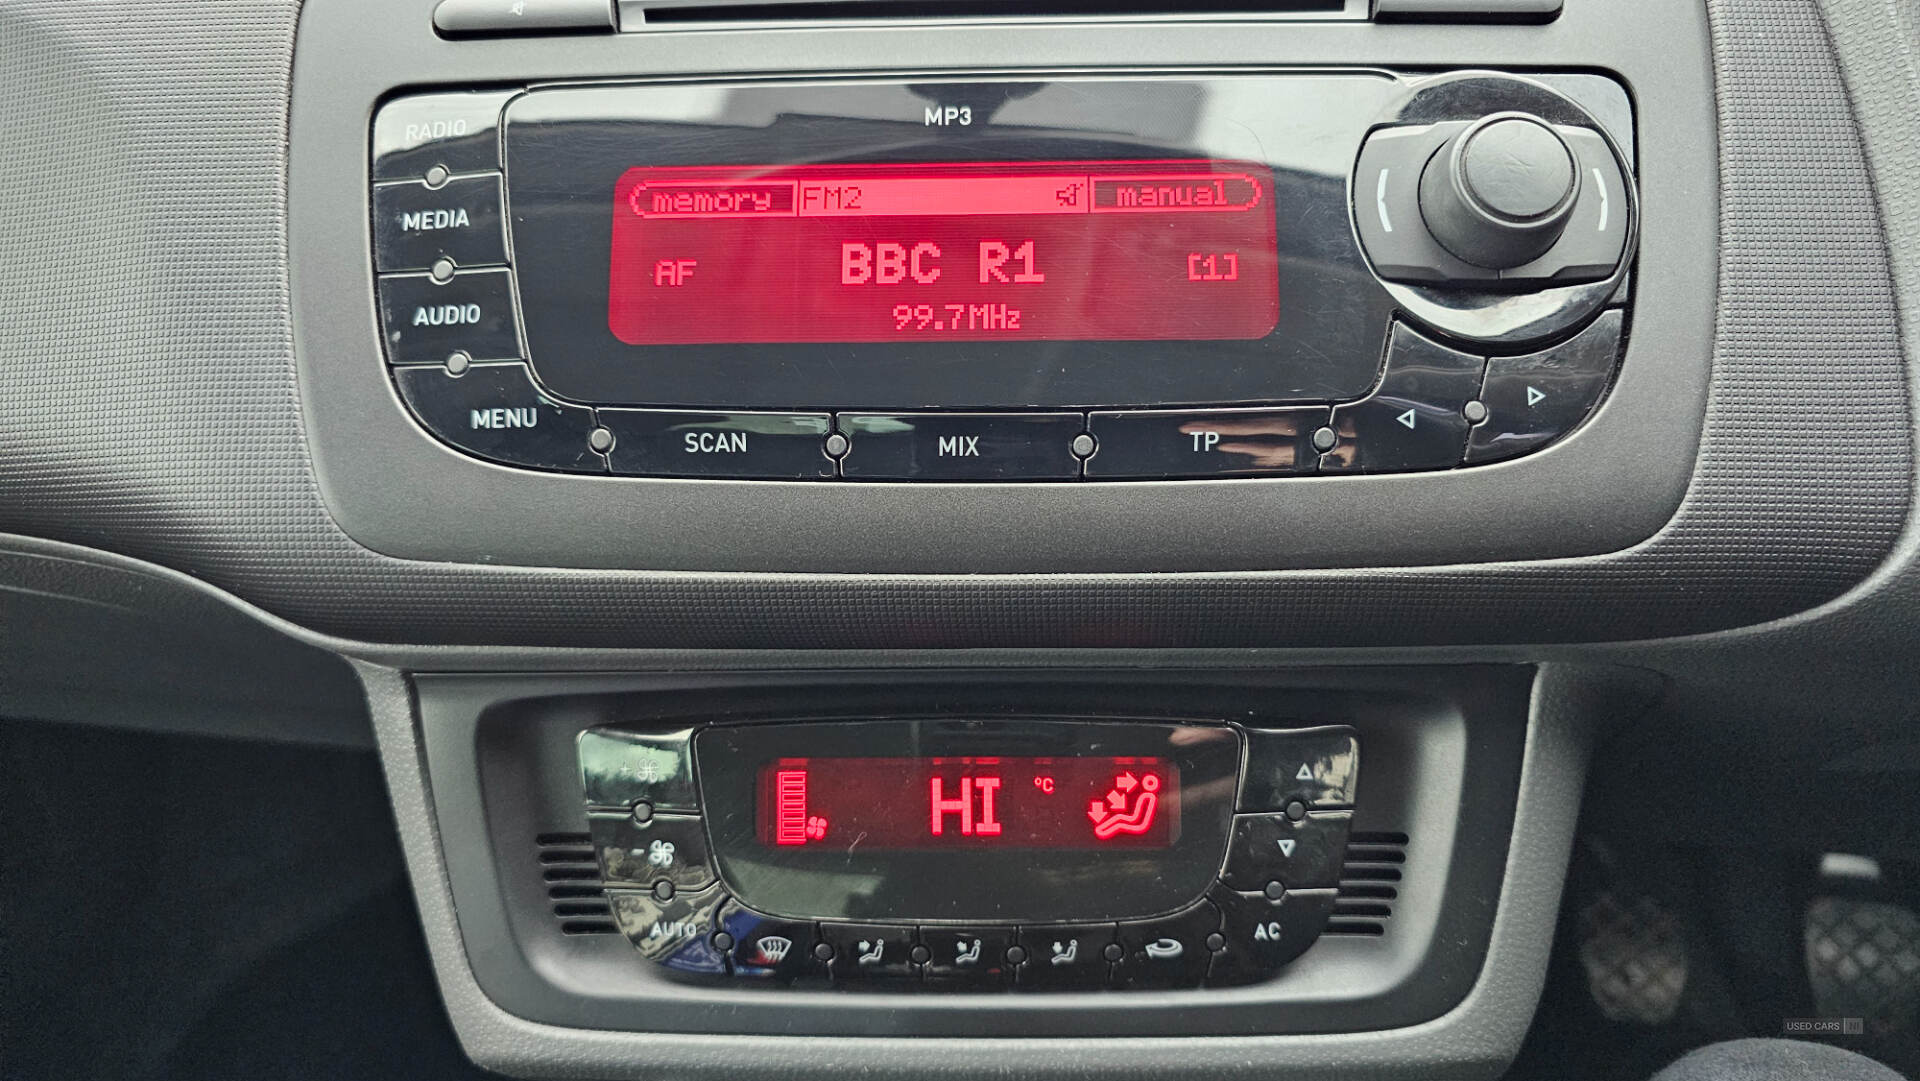 MP3
RADIO
MEDIA
AUDIO
MENU
memory FM2 manual
AF BBC R1 [1]
99.7MHz
SCAN MIX TP
HI °C
+
-
AUTO AC
USED CARS NI